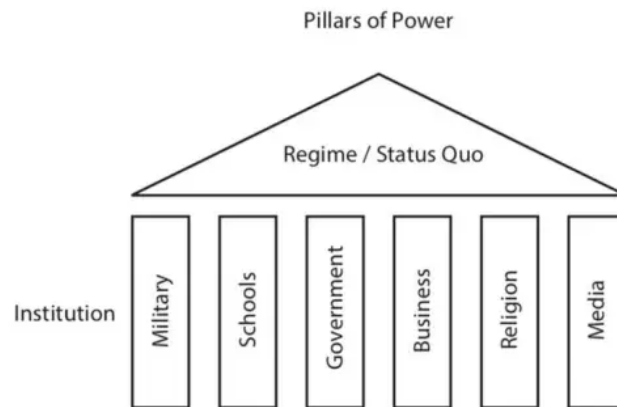 Pillars of Power
Regime / Status Quo
Institution
Military
Schools
Government
Business
Religion
Media